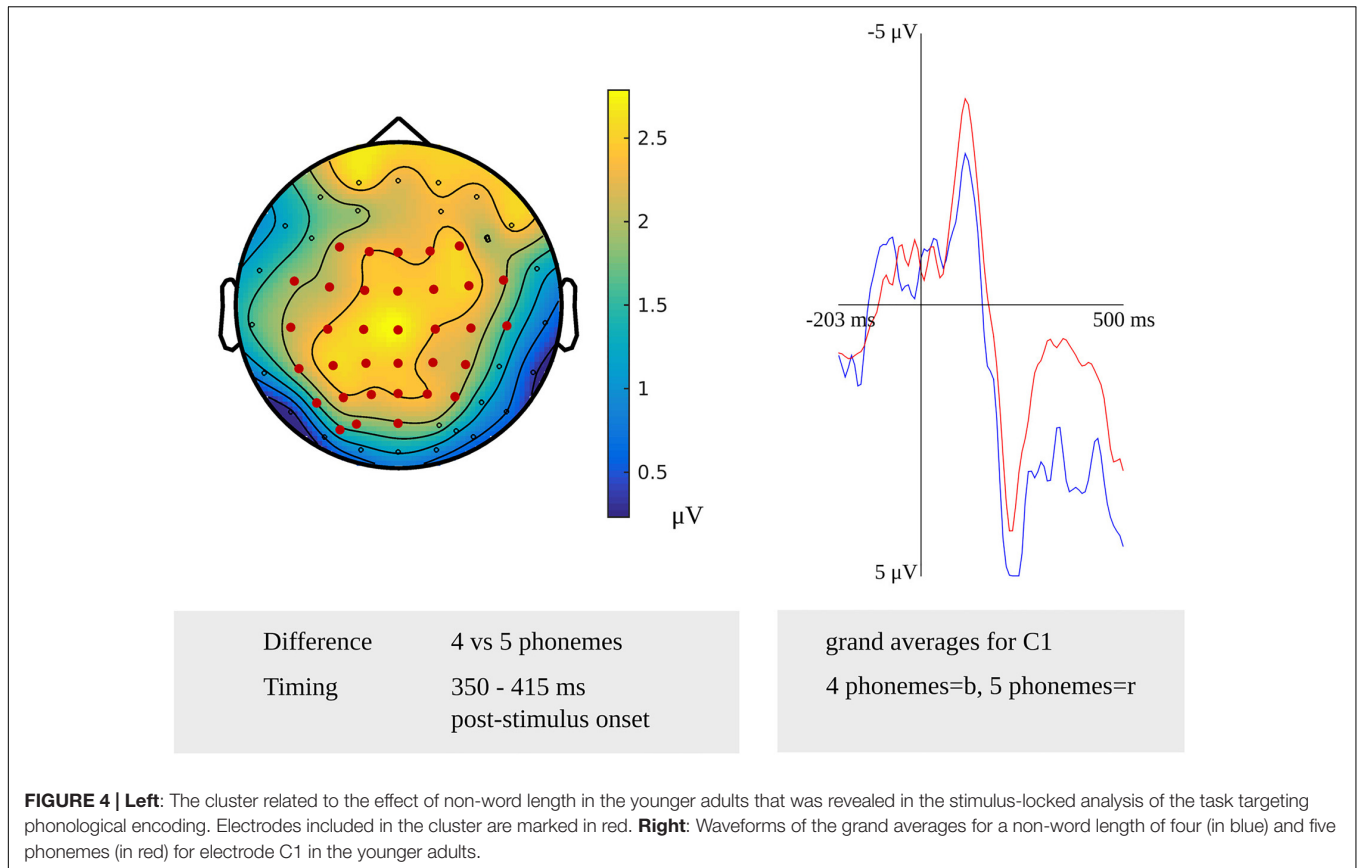 2.5
2
1.5
1
0.5
μV
-5 μV
-203 ms
500 ms
5 μV
Difference 4 vs 5 phonemes
Timing 350 - 415 ms
post-stimulus onset
grand averages for C1
4 phonemes=b, 5 phonemes=r
FIGURE 4 | Left: The cluster related to the effect of non-word length in the younger adults that was revealed in the stimulus-locked analysis of the task targeting
phonological encoding. Electrodes included in the cluster are marked in red. Right: Waveforms of the grand averages for a non-word length of four (in blue) and five
phonemes (in red) for electrode C1 in the younger adults.